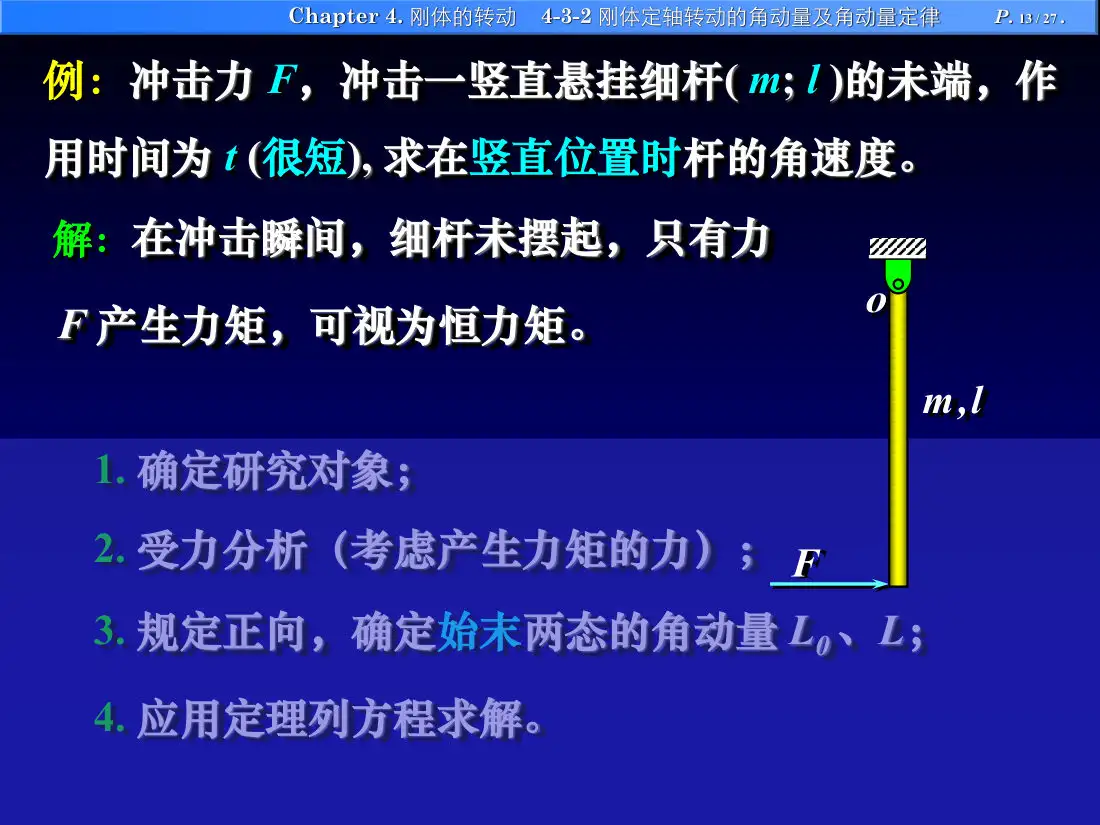 Chapter 4. 刚体的转动 4-3-2 刚体定轴转动的角动量及角动量定律 P. 13 / 27 .
例：冲击力 F，冲击一竖直悬挂细杆( m; l )的未端，作
用时间为 t (很短), 求在竖直位置时杆的角速度。
解：在冲击瞬间，细杆未摆起，只有力
F 产生力矩，可视为恒力矩。
o
m,l
1. 确定研究对象；
2. 受力分析（考虑产生力矩的力）；
F
3. 规定正向，确定始末两态的角动量 L0、L；
4. 应用定理列方程求解。